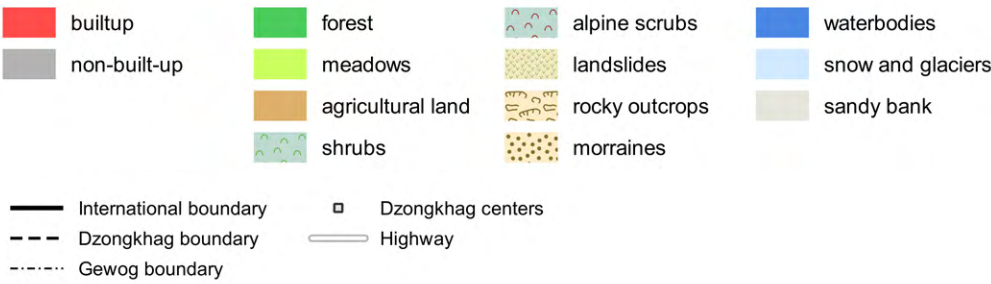 builtup
non-built-up
forest
meadows
agricultural land
shrubs
alpine scrubs
landslides
rocky outcrops
morraines
waterbodies
snow and glaciers
sandy bank
International boundary
Dzongkhag boundary
Gewog boundary
Dzongkhag centers
Highway